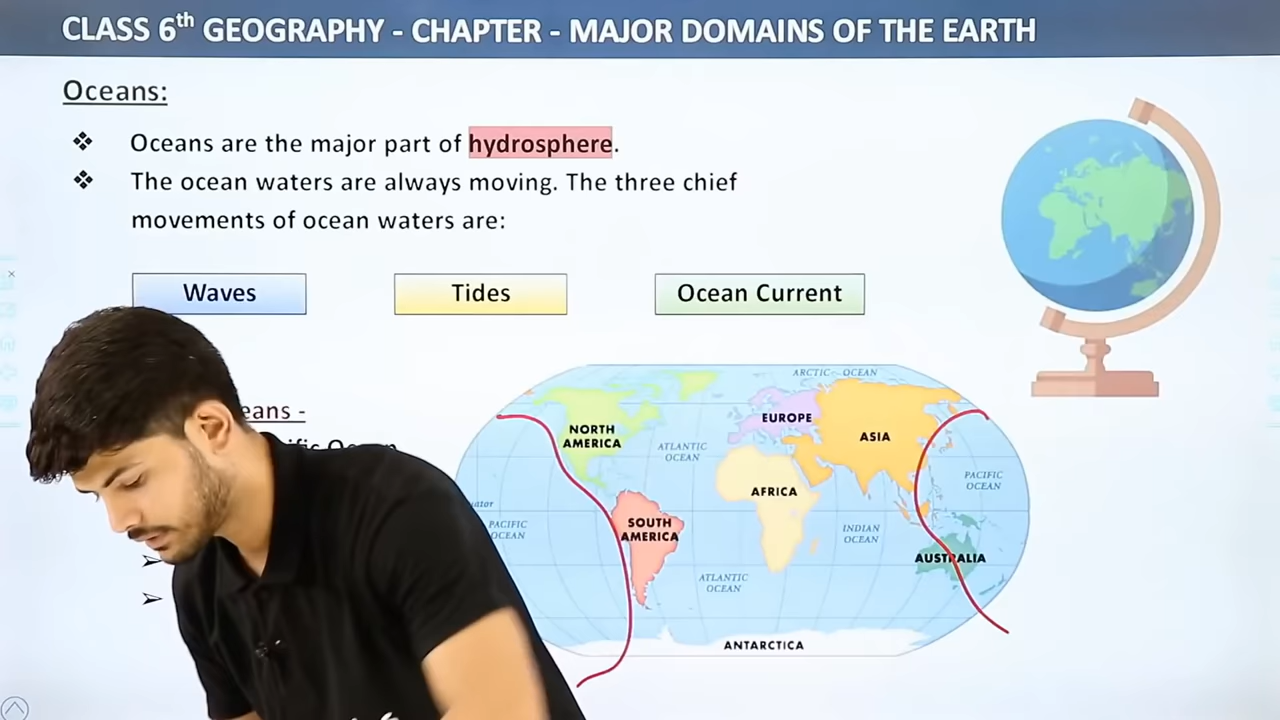 CLASS 6th GEOGRAPHY - CHAPTER - MAJOR DOMAINS OF THE EARTH
Oceans:
❖ Oceans are the major part of hydrosphere.
❖ The ocean waters are always moving. The three chief
movements of ocean waters are:
Waves
Tides
Ocean Current
ARCTIC OCEAN
NORTH
AMERICA
ATLANTIC
OCEAN
EUROPE
ASIA
PACIFIC
OCEAN
AFRICA
PACIFIC
OCEAN
SOUTH
AMERICA
INDIAN
OCEAN
AUSTRALIA
ATLANTIC
OCEAN
ANTARCTICA